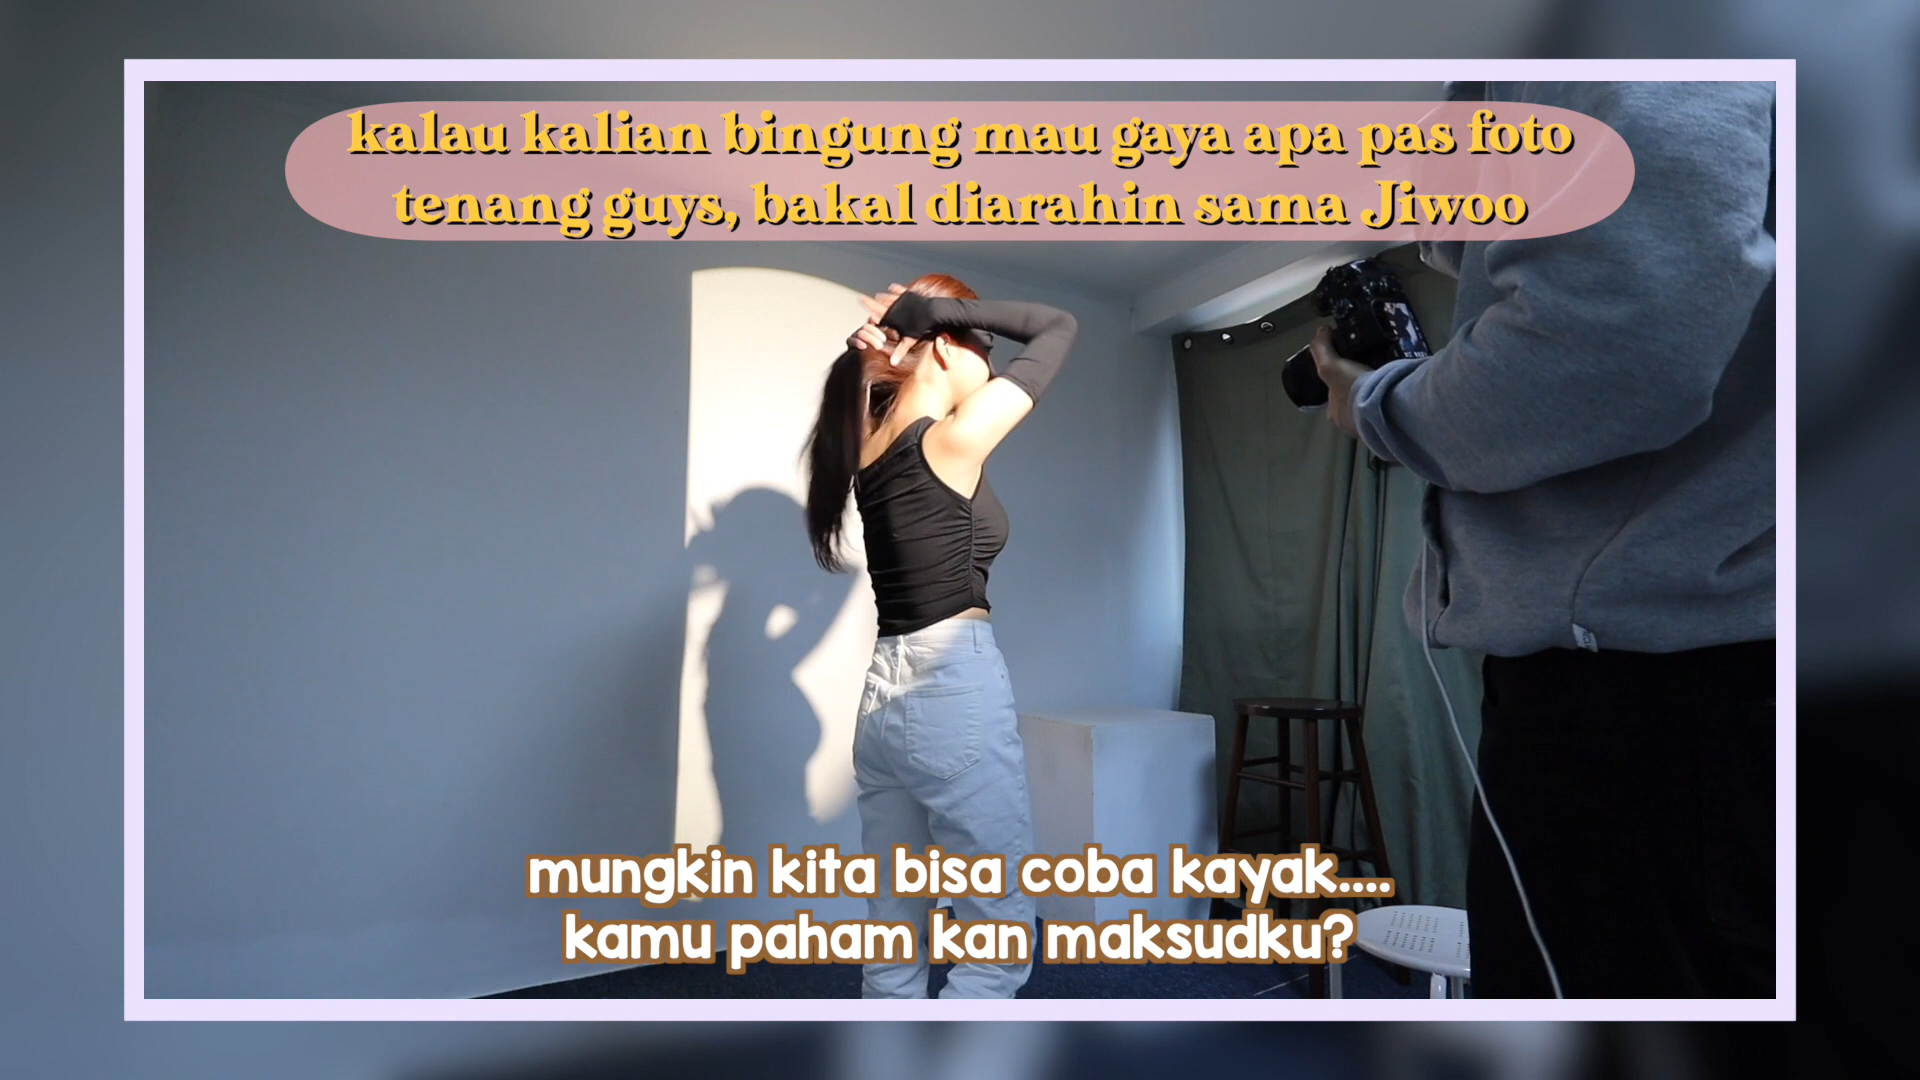 kalau kalian bingung mau gaya apa pas foto
tenang guys, bakal diarahin sama Jiwoo
mungkin kita bisa coba kayak....
kamu paham kan maksudku?